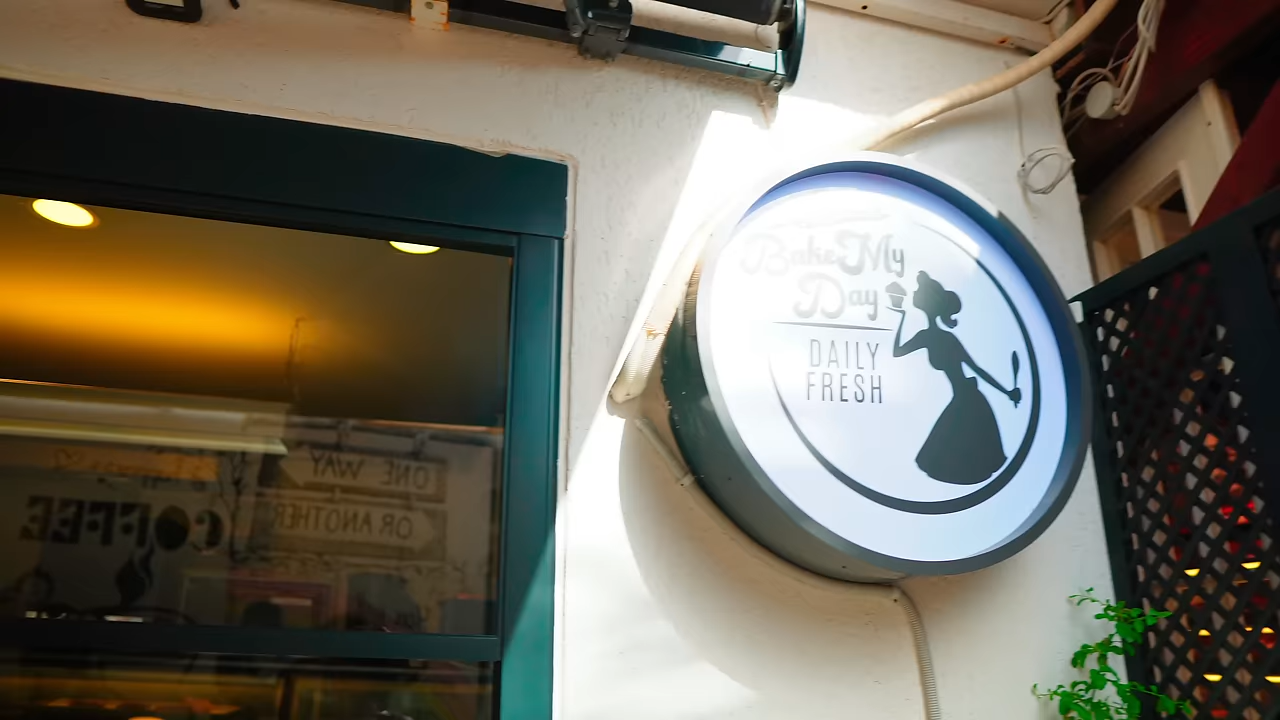 Bake My
Day
DAILY
FRESH
ONE WAY
OR ANOTHER
COFFEE